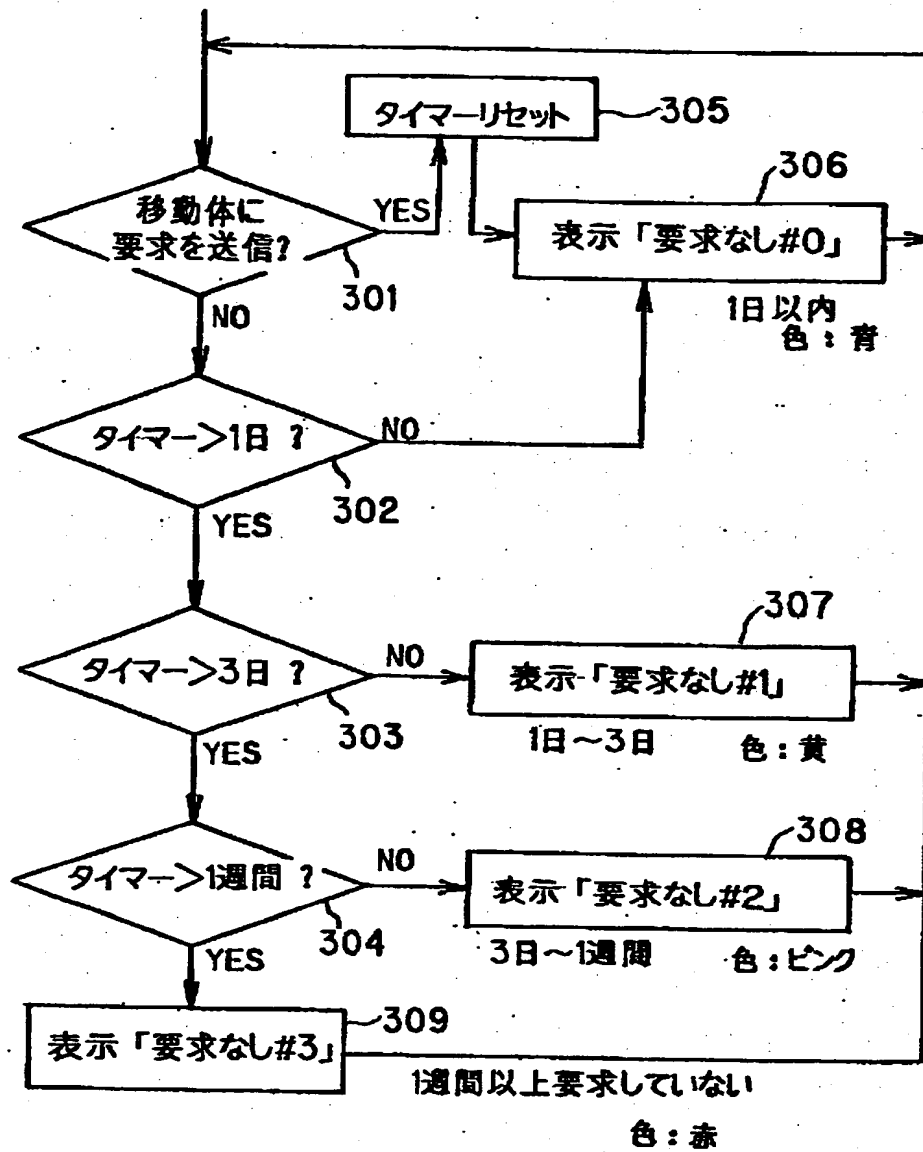 タイマーリセット
305
移動体に
要求を送信?
YES
301
306
表示「要求なし#0」
1日以内
色:青
NO
タイマー>1日?
NO
302
YES
タイマー>3日?
NO
303
307
表示「要求なし#1」
1日~3日
色:黄
YES
タイマー>1週間?
NO
304
308
表示「要求なし#2」
3日~1週間
色:ピンク
YES
表示「要求なし#3」
309
1週間以上要求していない
色:赤